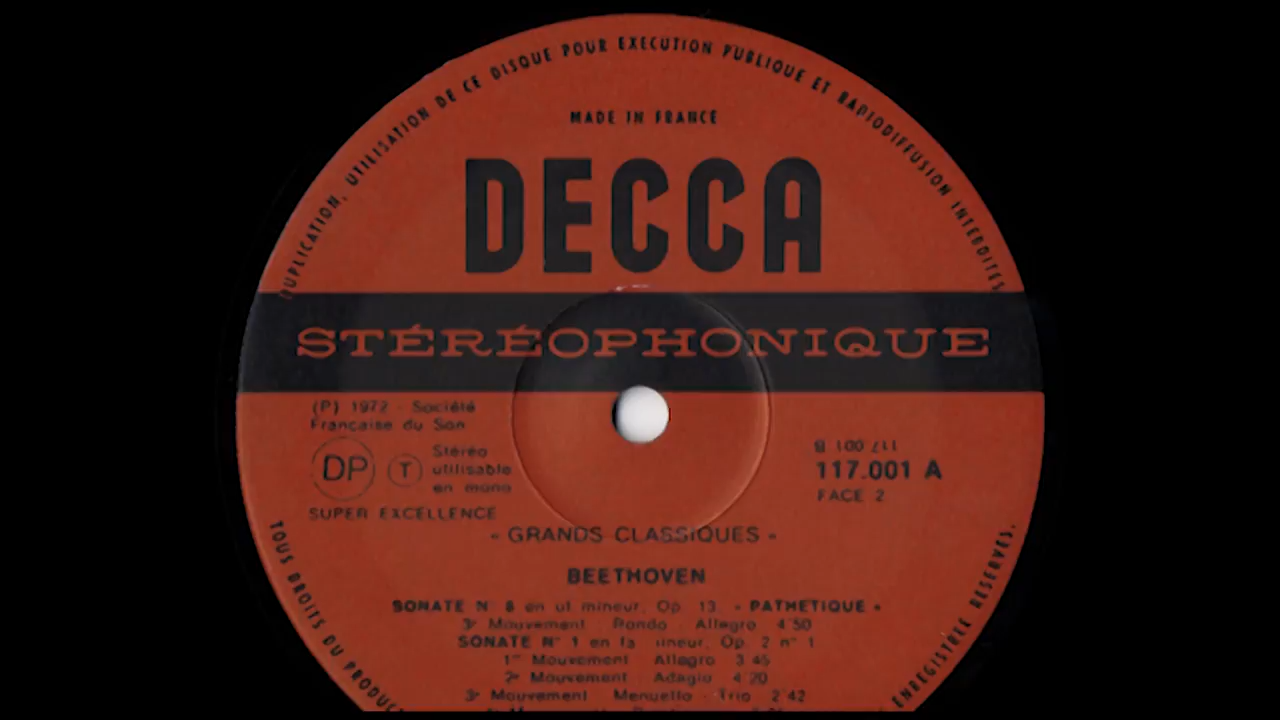 DUPLICATION, UTILISATION DE CE DISQUE POUR EXECUTION PUBLIQUE ET RADIODIFFUSION INTERDITES
MADE IN FRANCE
DECCA
STÉRÉOPHONIQUE
(P) 1972 - Société
Française du Son
DP
T
Stéréo
utilisable
en mono
SUPER EXCELLENCE
117 001 B
117.001 A
FACE 2
« GRANDS CLASSIQUES »
BEETHOVEN
SONATE N° 8 en ut mineur, Op. 13, « PATHETIQUE »
3e Mouvement Rondo - Allegro 4'50
SONATE N° 1 en fa mineur, Op. 2 n° 1
1er Mouvement Allegro 3'45
2e Mouvement Adagio 4'20
3e Mouvement Menuetto - Trio 2'42
TOUS DROITS DU PRODUC
ENREGISTREE RESERVES.